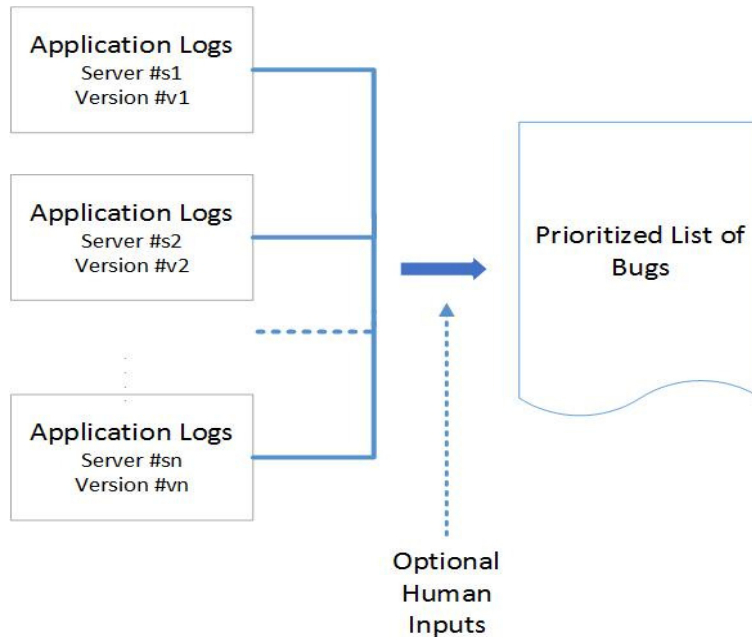 Application Logs
Server #s1
Version #v1
Application Logs
Server #s2
Version #v2
Application Logs
Server #sn
Version #vn
Prioritized List of
Bugs
Optional
Human
Inputs